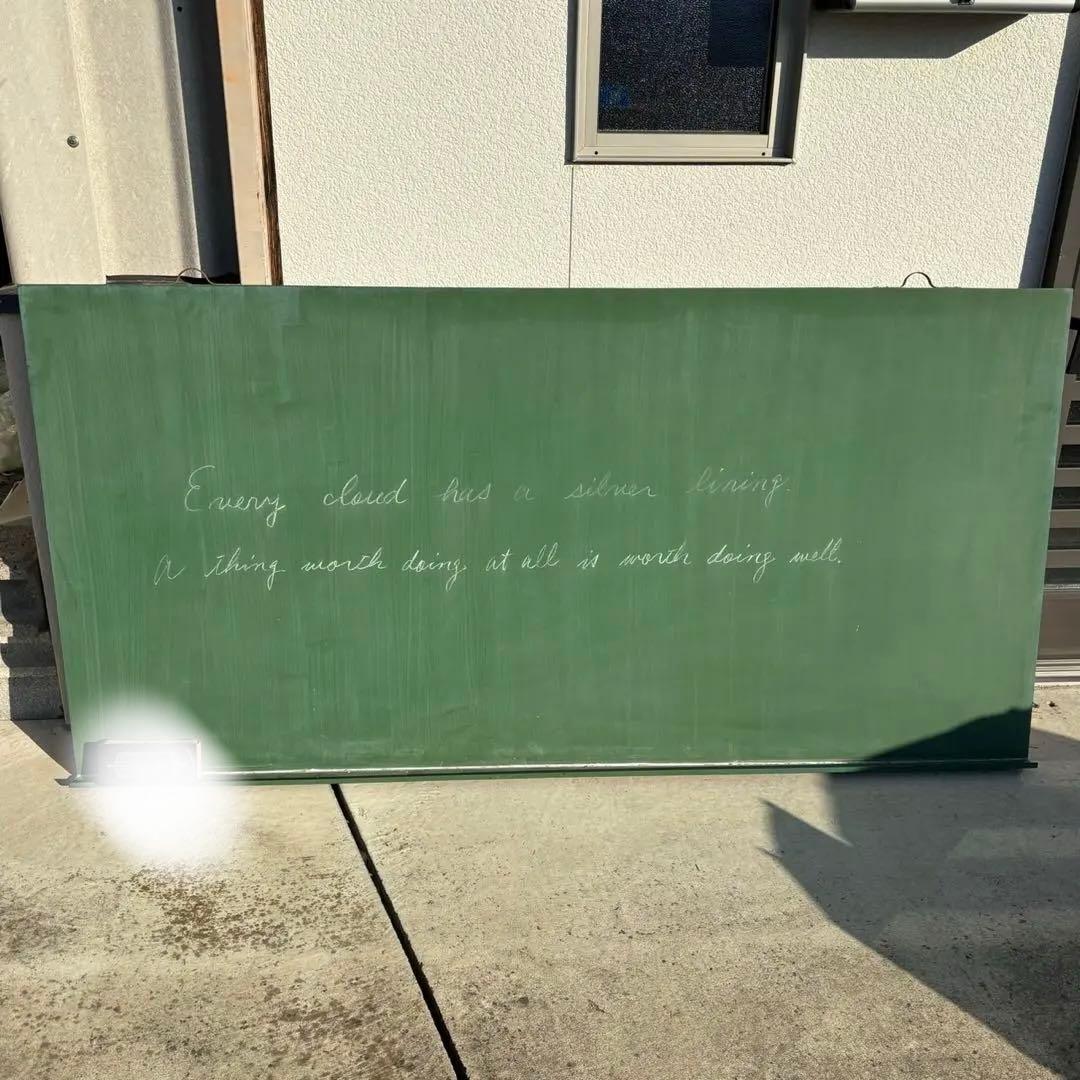 Every cloud has a silver lining.
A thing worth doing at all is worth doing well.